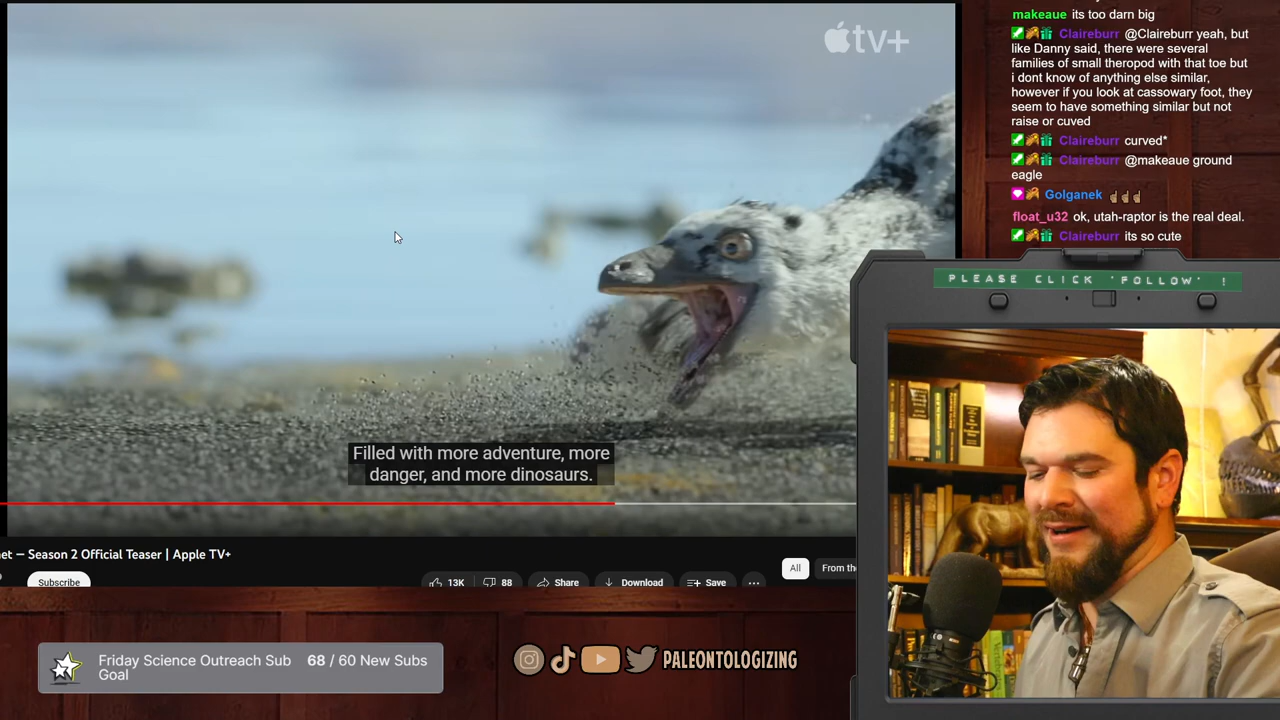 tv+
makeaue its too darn big
Claireburr @Claireburr yeah, but
like Danny said, there were several
families of small theropod with that toe but
i dont know of anything else similar,
however if you look at cassowary foot, they
seem to have something similar but not
raise or cuved
Claireburr curved*
Claireburr @makeaue ground
eagle
Golganek
float_u32 ok, utah-raptor is the real deal.
Claireburr its so cute
PLEASE CLICK 'FOLLOW' !
Filled with more adventure, more
danger, and more dinosaurs.
et — Season 2 Official Teaser | Apple TV+
Subscribe
13K
88
Share
Download
Save
All
From the
Friday Science Outreach Sub
Goal
68 / 60 New Subs
PALEONTOLOGIZING